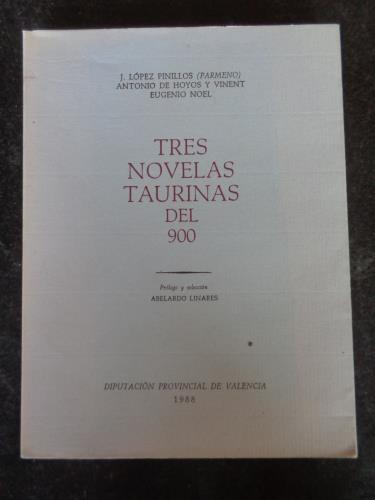 J. LÓPEZ PINILLOS (PARMENO)
ANTONIO DE HOYOS Y VINENT
EUGENIO NOEL
TRES
NOVELAS
TAURINAS
DEL
900
Prólogo y selección
ABELARDO LINARES
DIPUTACIÓN PROVINCIAL DE VALENCIA
1988